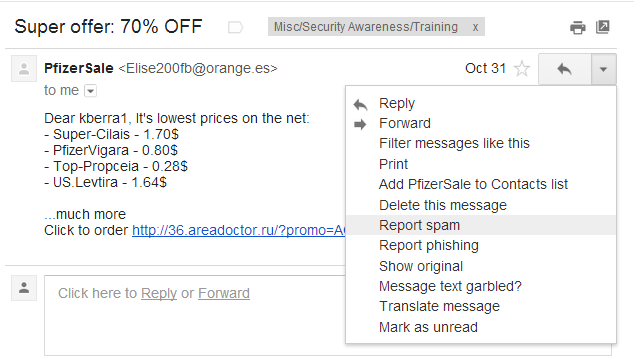 Super offer: 70% OFF
Misc/Security Awareness/Training x
PfizerSale <Elise200fb@orange.es>
Oct 31
to me
Dear kberra1, It's lowest prices on the net:
- Super-Cilais - 1.70$
- PfizerVigara - 0.80$
- Top-Propceia - 0.28$
- US.Levtira - 1.64$
...much more
Click to order http://36.areadoctor.ru/?promo=A
Click here to Reply or Forward
Reply
Forward
Filter messages like this
Print
Add PfizerSale to Contacts list
Delete this message
Report spam
Report phishing
Show original
Message text garbled?
Translate message
Mark as unread